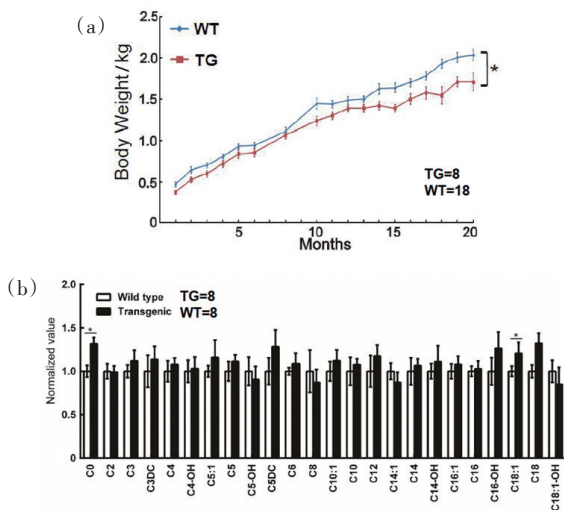 (a)
WT
TG
Body Weight/kg
2.5
2.0
1.5
1.0
0.5
0
5
10
15
20
Months
*
TG=8
WT=18
(b)
Wild type
Transgenic
TG=8
WT=8
Normalized value
2.0
1.5
1.0
0.5
0.0
*
*
C0
C2
C3
C3DC
C4
C4-OH
C5:1
C5
C5-OH
C5DC
C6
C8
C10:1
C10
C12
C14:1
C14
C14-OH
C16:1
C16
C16-OH
C18:1
C18
C18:1-OH